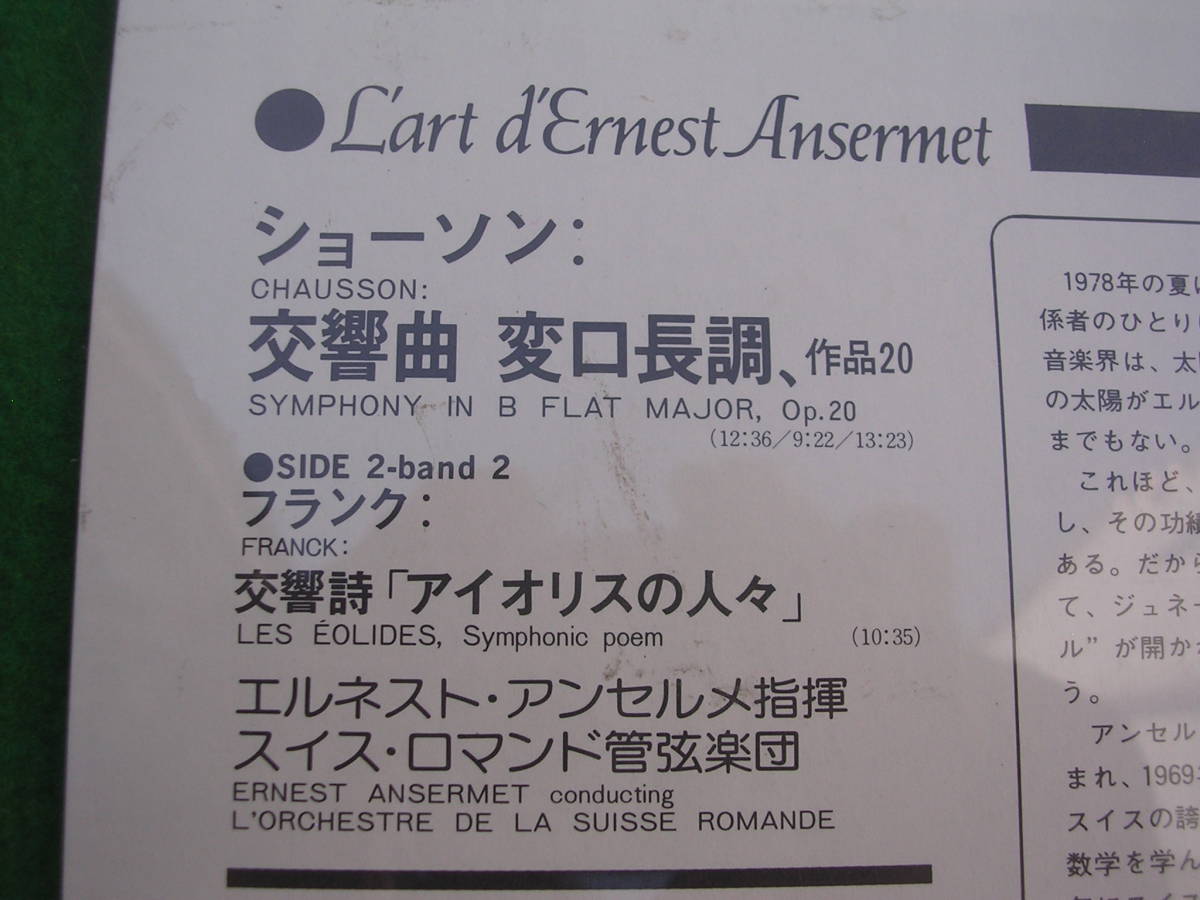 ●L'art d'Ernest Ansermet
ショーソン:
CHAUSSON:
交響曲 変ロ長調、作品20
SYMPHONY IN B FLAT MAJOR, Op.20
(12:36/9:22/13:23)
●SIDE 2-band 2
フランク:
FRANCK:
交響詩「アイオリスの人々」
LES ÉOLIDES, Symphonic poem (10:35)
エルネスト・アンセルメ指揮
スイス・ロマンド管弦楽団
ERNEST ANSERMET conducting
L'ORCHESTRE DE LA SUISSE ROMANDE
1978年の夏に
係者のひとり
音楽界は、太
の太陽がエル
までもない。
これほど、
し、その功績
ある。だから
て、ジュネー
ル”が開か
う。
アンセル
まれ、1969
スイスの誇
数学を学ん